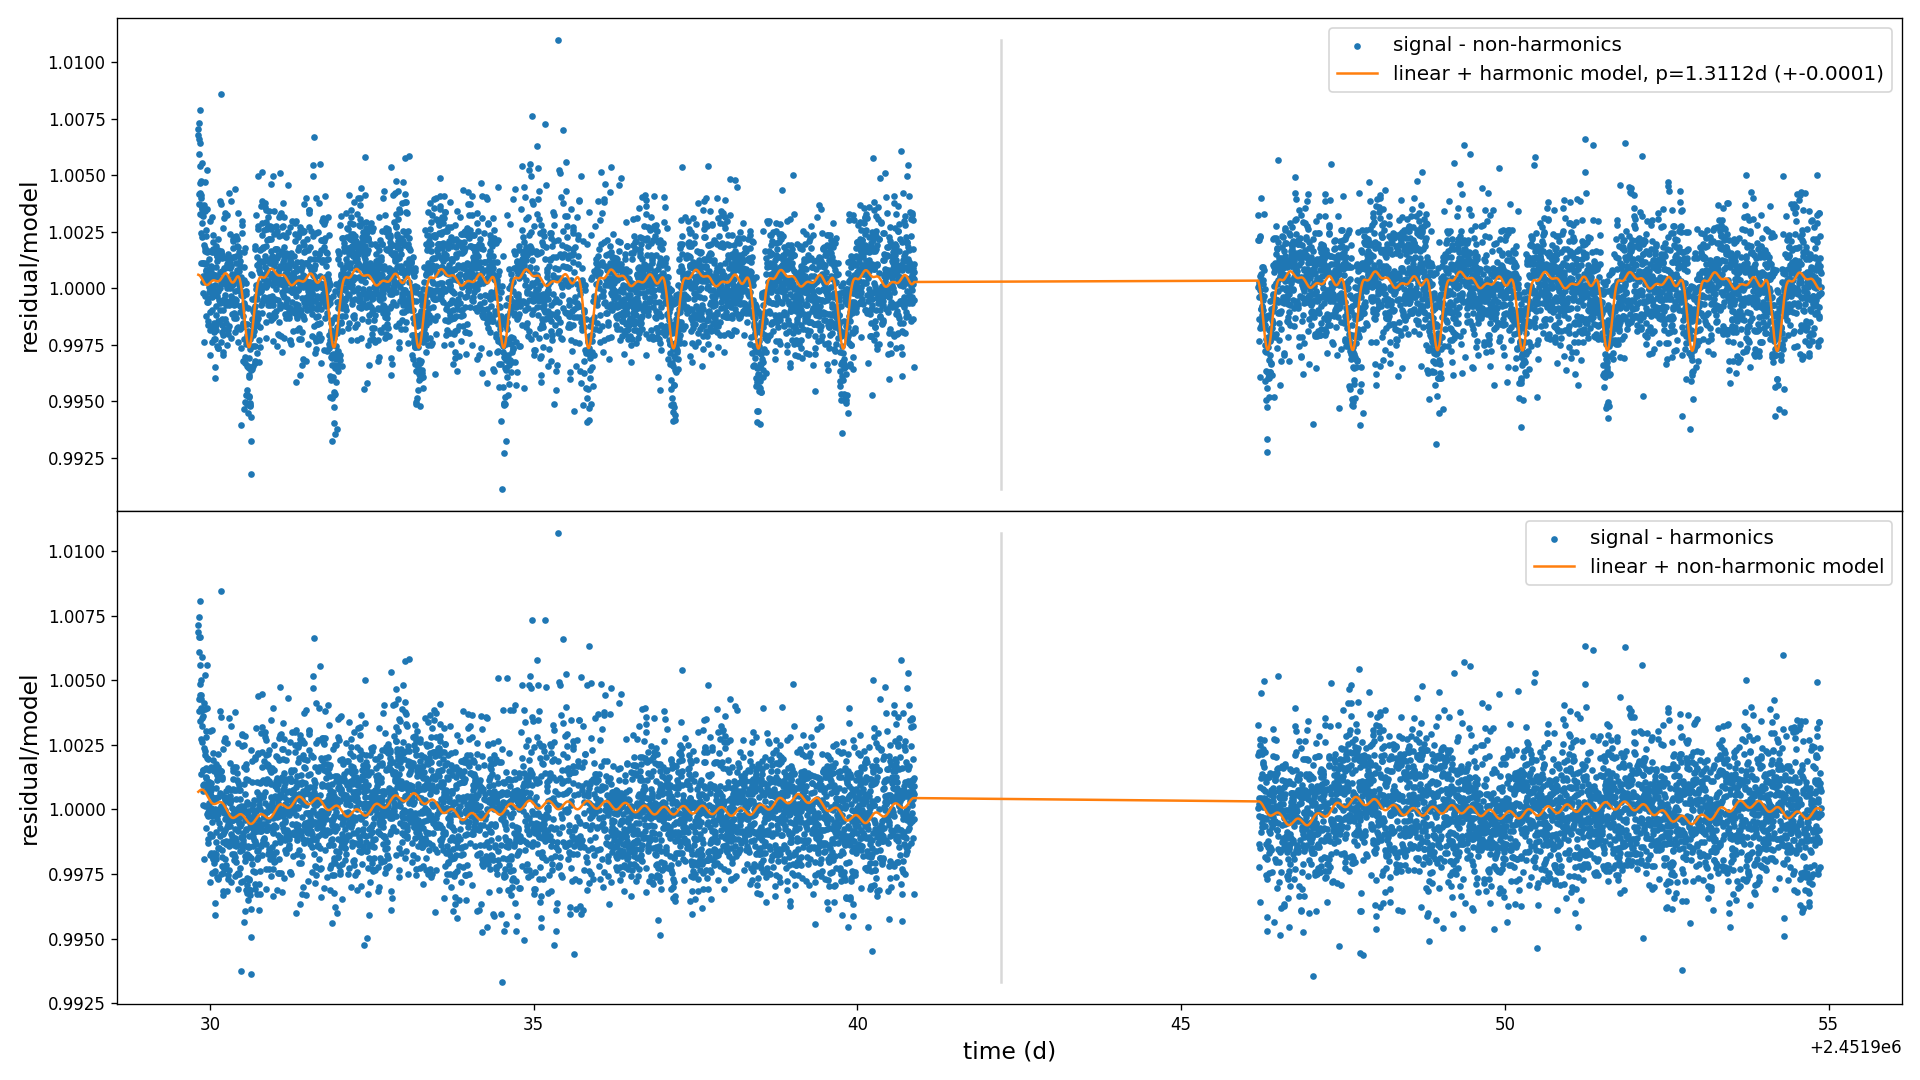 signal - non-harmonics
linear + harmonic model, p=1.3112d (+-0.0001)
1.0100
1.0075
1.0050
1.0025
1.0000
0.9975
0.9950
0.9925
residual/model
signal - harmonics
linear + non-harmonic model
1.0100
1.0075
1.0050
1.0025
1.0000
0.9975
0.9950
0.9925
residual/model
30 35 40 45 50 55
+2.4519e6
time (d)